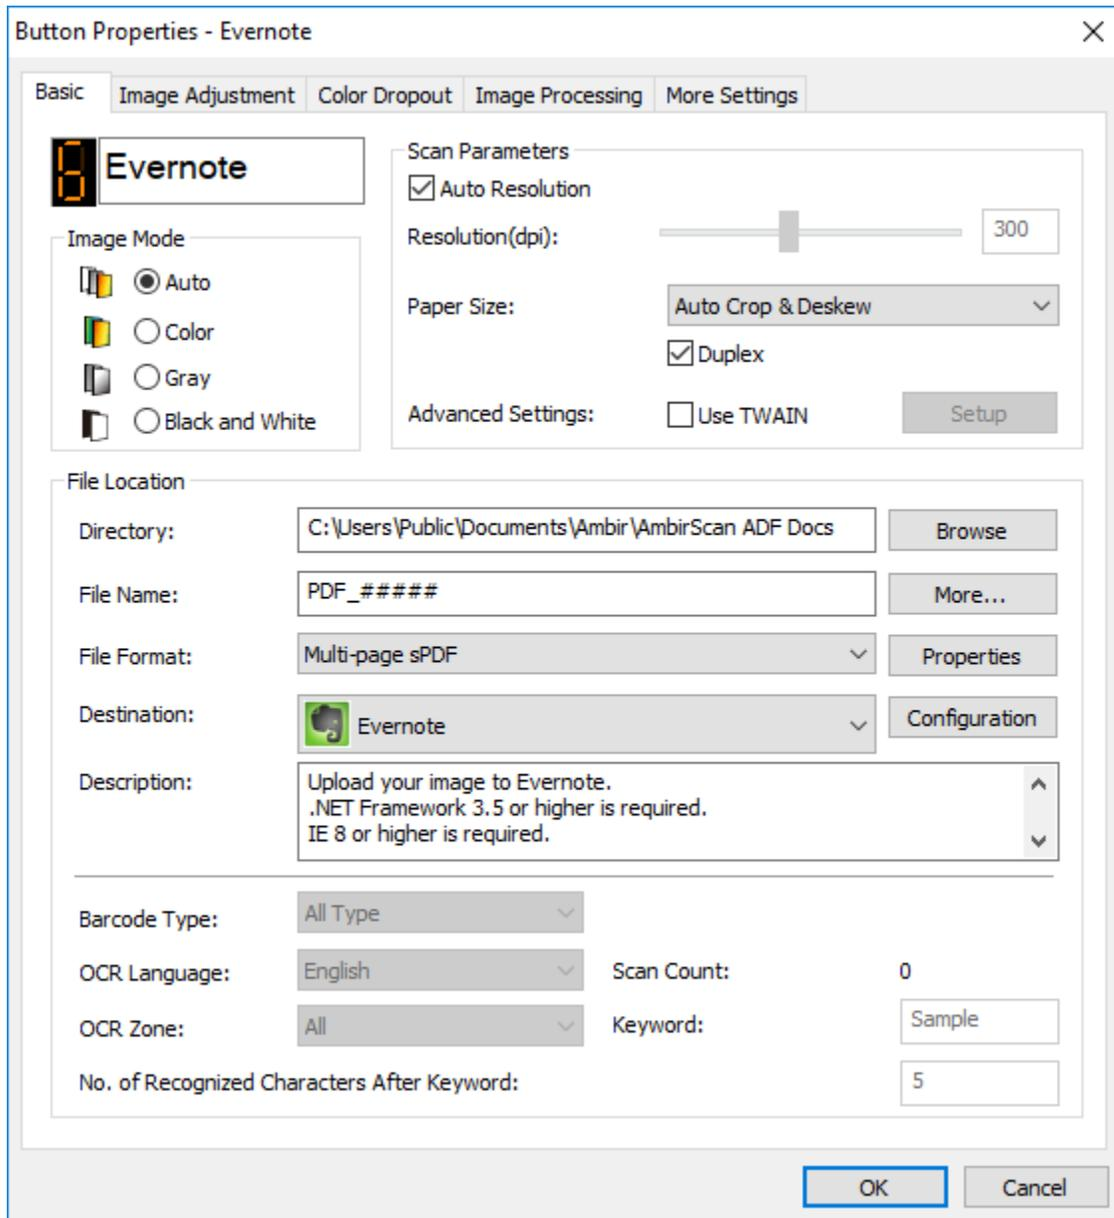 Button Properties - Evernote
Basic Image Adjustment Color Dropout Image Processing More Settings
6 Evernote
Scan Parameters
Auto Resolution
Resolution(dpi): 300
Image Mode
Auto
Color
Gray
Black and White
Paper Size: Auto Crop & Deskew
Duplex
Advanced Settings: Use TWAIN Setup
File Location
Directory: C:\Users\Public\Documents\Ambir\AmbirScan ADF Docs Browse
File Name: PDF_##### More...
File Format: Multi-page sPDF Properties
Destination: Evernote Configuration
Description: Upload your image to Evernote.
.NET Framework 3.5 or higher is required.
IE 8 or higher is required.
Barcode Type: All Type
OCR Language: English Scan Count: 0
OCR Zone: All Keyword: Sample
No. of Recognized Characters After Keyword: 5
OK Cancel